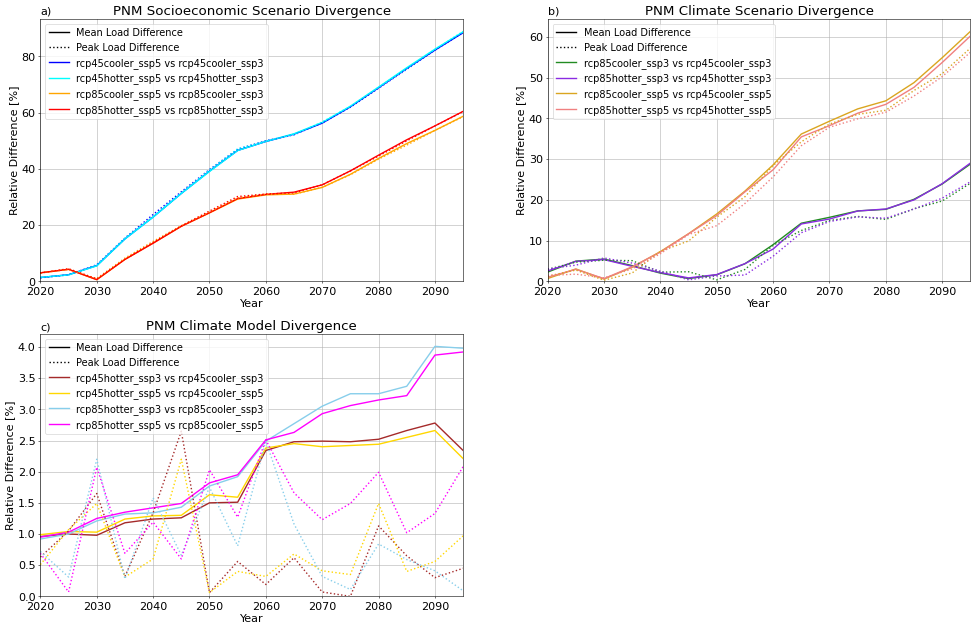 a)
PNM Socioeconomic Scenario Divergence
Mean Load Difference
Peak Load Difference
rcp45cooler_ssp5 vs rcp45cooler_ssp3
rcp45hotter_ssp5 vs rcp45hotter_ssp3
rcp85cooler_ssp5 vs rcp85cooler_ssp3
rcp85hotter_ssp5 vs rcp85hotter_ssp3
Relative Difference [%]
80
60
40
20
0
2020 2030 2040 2050 2060 2070 2080 2090
Year
b)
PNM Climate Scenario Divergence
Mean Load Difference
Peak Load Difference
rcp85cooler_ssp3 vs rcp45cooler_ssp3
rcp85hotter_ssp3 vs rcp45hotter_ssp3
rcp85cooler_ssp5 vs rcp45cooler_ssp5
rcp85hotter_ssp5 vs rcp45hotter_ssp5
Relative Difference [%]
60
50
40
30
20
10
0
2020 2030 2040 2050 2060 2070 2080 2090
Year
c)
PNM Climate Model Divergence
Mean Load Difference
Peak Load Difference
rcp45hotter_ssp3 vs rcp45cooler_ssp3
rcp45hotter_ssp5 vs rcp45cooler_ssp5
rcp85hotter_ssp3 vs rcp85cooler_ssp3
rcp85hotter_ssp5 vs rcp85cooler_ssp5
Relative Difference [%]
4.0
3.5
3.0
2.5
2.0
1.5
1.0
0.5
0.0
2020 2030 2040 2050 2060 2070 2080 2090
Year